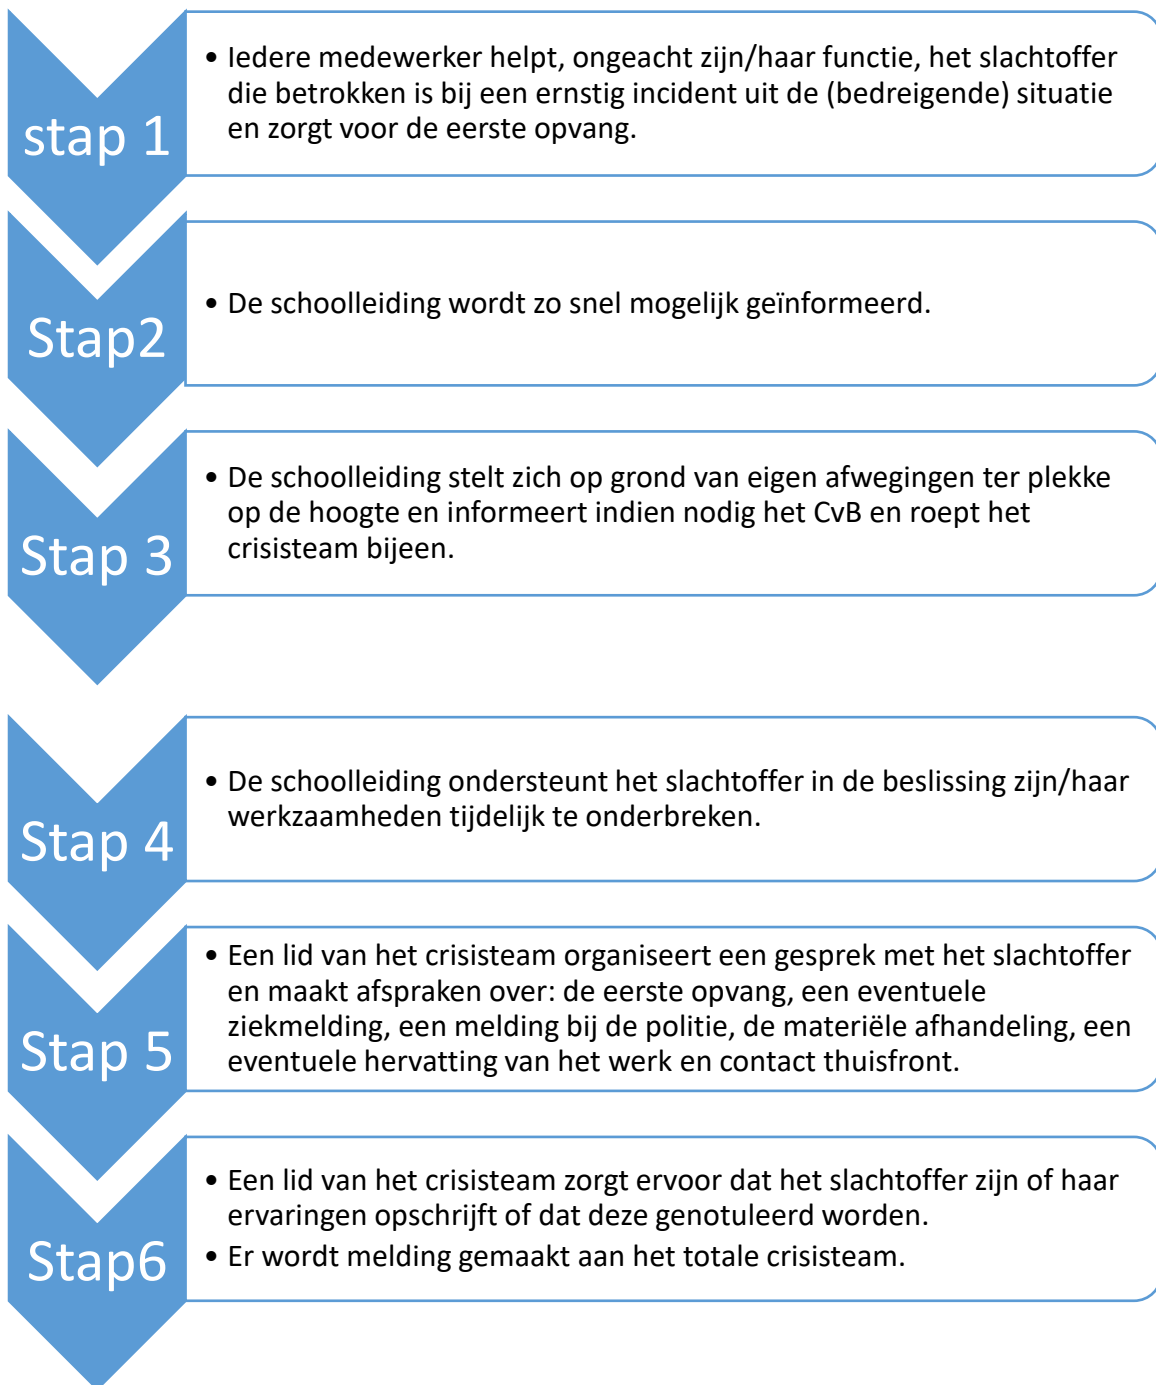 stap 1
• Iedere medewerker helpt, ongeacht zijn/haar functie, het slachtoffer
die betrokken is bij een ernstig incident uit de (bedreigende) situatie
en zorgt voor de eerste opvang.
Stap2
• De schoolleiding wordt zo snel mogelijk geïnformeerd.
Stap 3
• De schoolleiding stelt zich op grond van eigen afwegingen ter plekke
op de hoogte en informeert indien nodig het CvB en roept het
crisisteam bijeen.
Stap 4
• De schoolleiding ondersteunt het slachtoffer in de beslissing zijn/haar
werkzaamheden tijdelijk te onderbreken.
Stap 5
• Een lid van het crisisteam organiseert een gesprek met het slachtoffer
en maakt afspraken over: de eerste opvang, een eventuele
ziekmelding, een melding bij de politie, de materiële afhandeling, een
eventuele hervatting van het werk en contact thuisfront.
Stap6
• Een lid van het crisisteam zorgt ervoor dat het slachtoffer zijn of haar
ervaringen opschrijft of dat deze genotuleerd worden.
• Er wordt melding gemaakt aan het totale crisisteam.